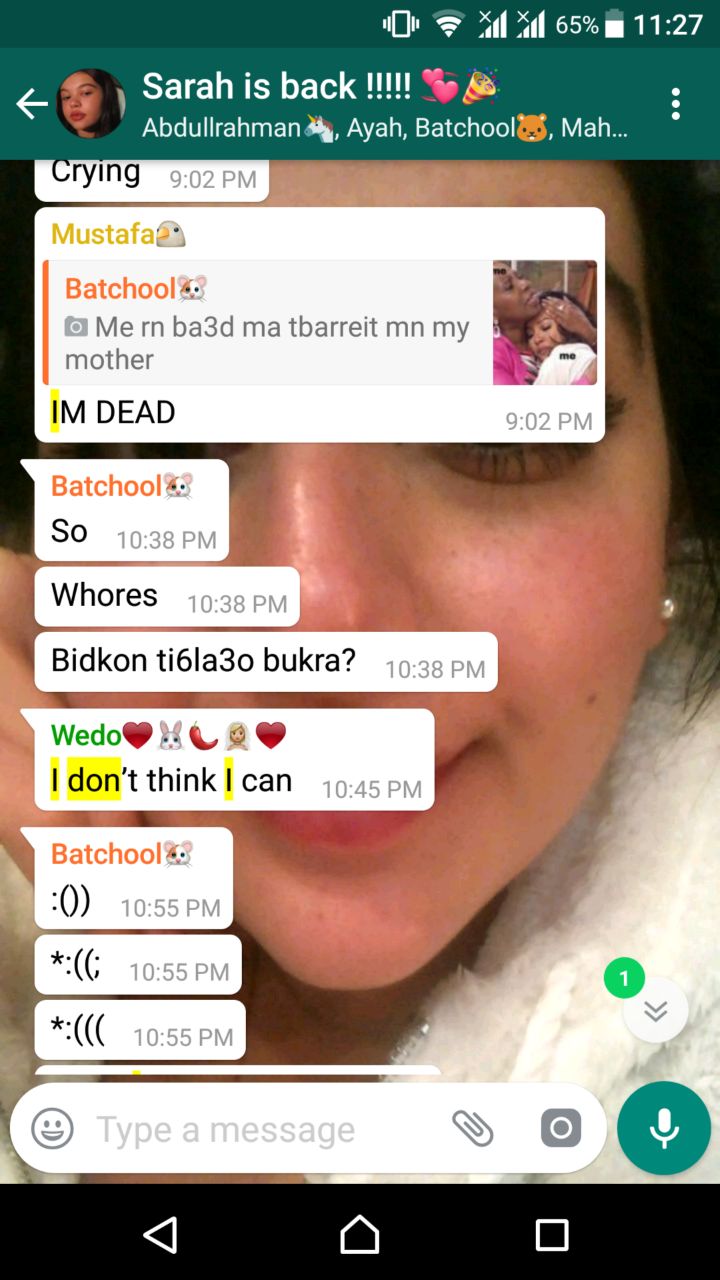 65% 11:27
Sarah is back !!!!! 💞🎉
Abdullrahman🦄, Ayah, Batchool🐯, Mah...
Crying 9:02 PM
Mustafa🐤
Batchool🐹
Me rn ba3d ma tbarreit mn my
mother
me
me
IM DEAD 9:02 PM
Batchool🐹
So 10:38 PM
Whores 10:38 PM
Bidkon ti6la3o bukra? 10:38 PM
Wedo❤️🐰🌶👰🏼❤️
I don't think I can 10:45 PM
Batchool🐹
:()) 10:55 PM
*:((; 10:55 PM
*:((( 10:55 PM
1
Type a message